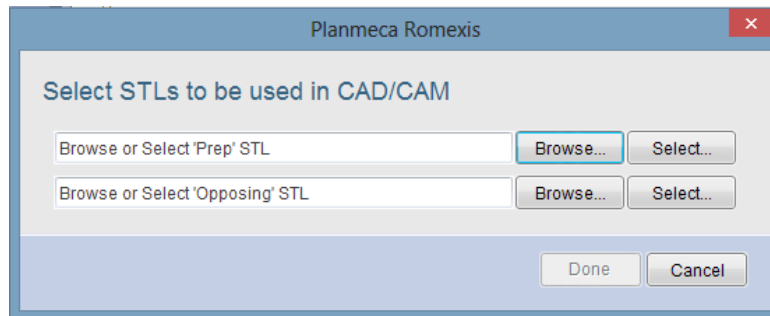 Planmeca Romexis
Select STLs to be used in CAD/CAM
Browse or Select 'Prep' STL Browse... Select...
Browse or Select 'Opposing' STL Browse... Select...
Done Cancel